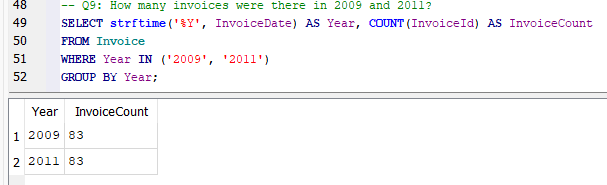 48 -- Q9: How many invoices were there in 2009 and 2011?
49 SELECT strftime('%Y', InvoiceDate) AS Year, COUNT(InvoiceId) AS InvoiceCount
50 FROM Invoice
51 WHERE Year IN ('2009', '2011')
52 GROUP BY Year;
Year InvoiceCount
1 2009 83
2 2011 83